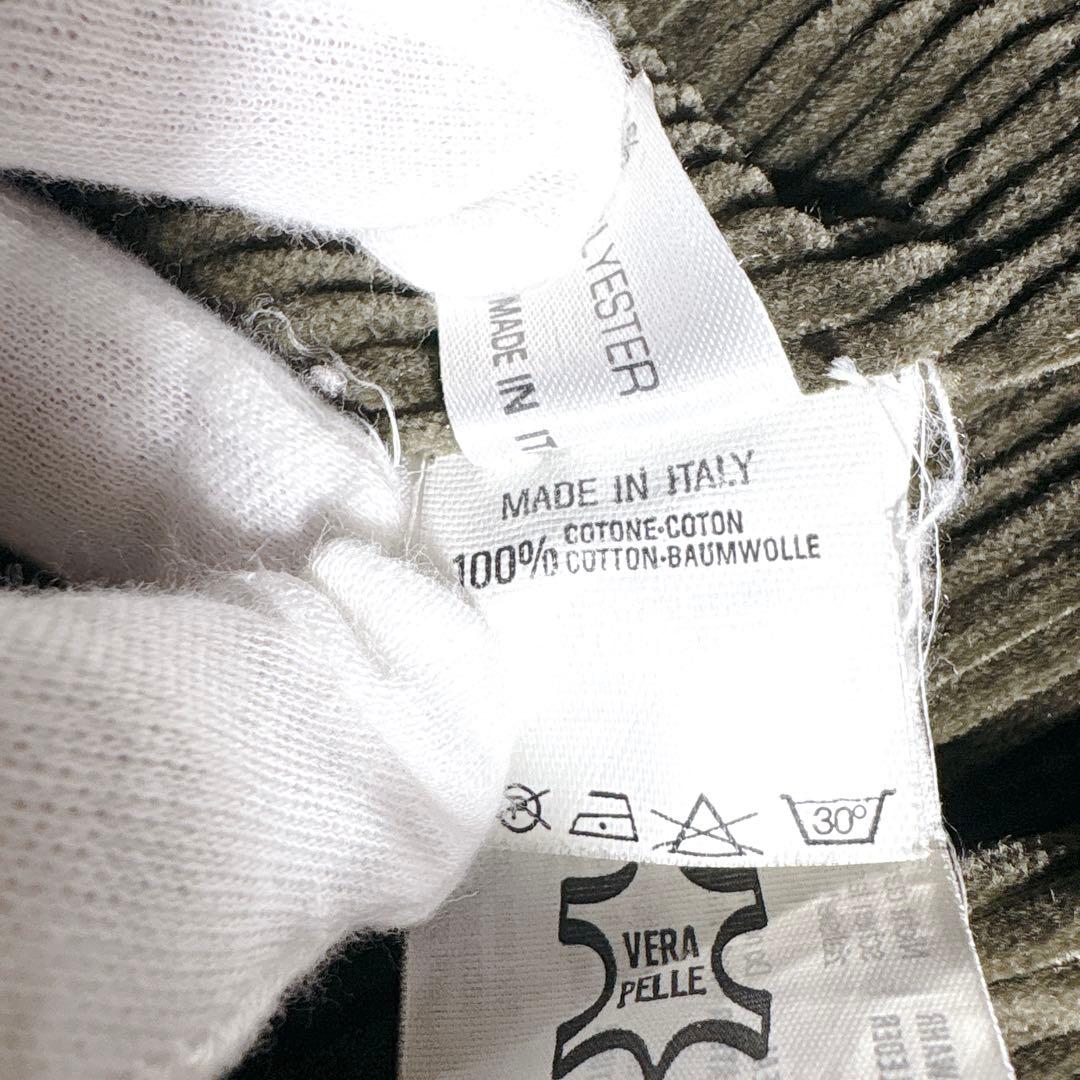 MADE IN IT
LYESTER
MADE IN ITALY
100% COTONE·COTON
COTTON·BAUMWOLLE
30°
VERA
PELLE